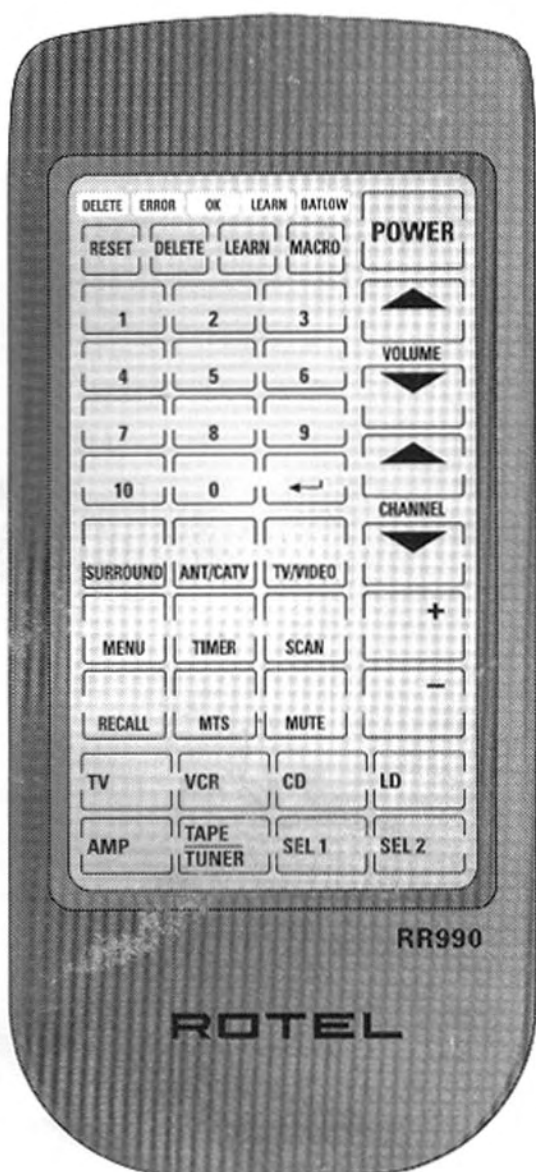 DELETE ERROR OK LEARN BATLOW
RESET DELETE LEARN MACRO POWER
1 2 3
VOLUME
4 5 6
7 8 9
10 0
CHANNEL
SURROUND ANT/CATV TV/VIDEO
+
MENU TIMER SCAN
−
RECALL MTS MUTE
TV VCR CD LD
AMP TAPE SEL 1 SEL 2
TUNER
RR990
ROTEL